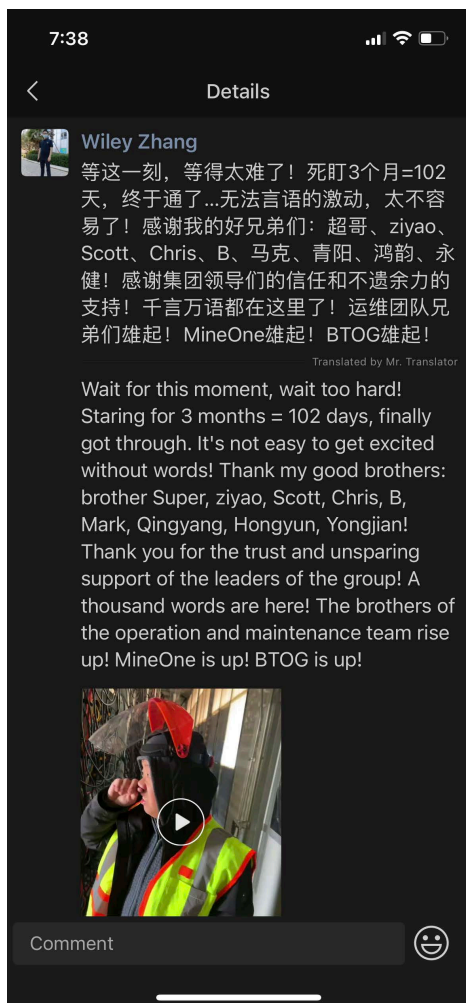 7:38
Details
Wiley Zhang
等这一刻，等得太难了！死盯3个月=102
天，终于通了...无法言语的激动，太不容
易了！感谢我的好兄弟们：超哥、ziyao、
Scott、Chris、B、马克、青阳、鸿韵、永
健！感谢集团领导们的信任和不遗余力的
支持！千言万语都在这里了！运维团队兄
弟们雄起！MineOne雄起！BTOG雄起！
Translated by Mr. Translator
Wait for this moment, wait too hard!
Staring for 3 months = 102 days, finally
got through. It's not easy to get excited
without words! Thank my good brothers:
brother Super, ziyao, Scott, Chris, B,
Mark, Qingyang, Hongyun, Yongjian!
Thank you for the trust and unsparing
support of the leaders of the group! A
thousand words are here! The brothers of
the operation and maintenance team rise
up! MineOne is up! BTOG is up!
Comment